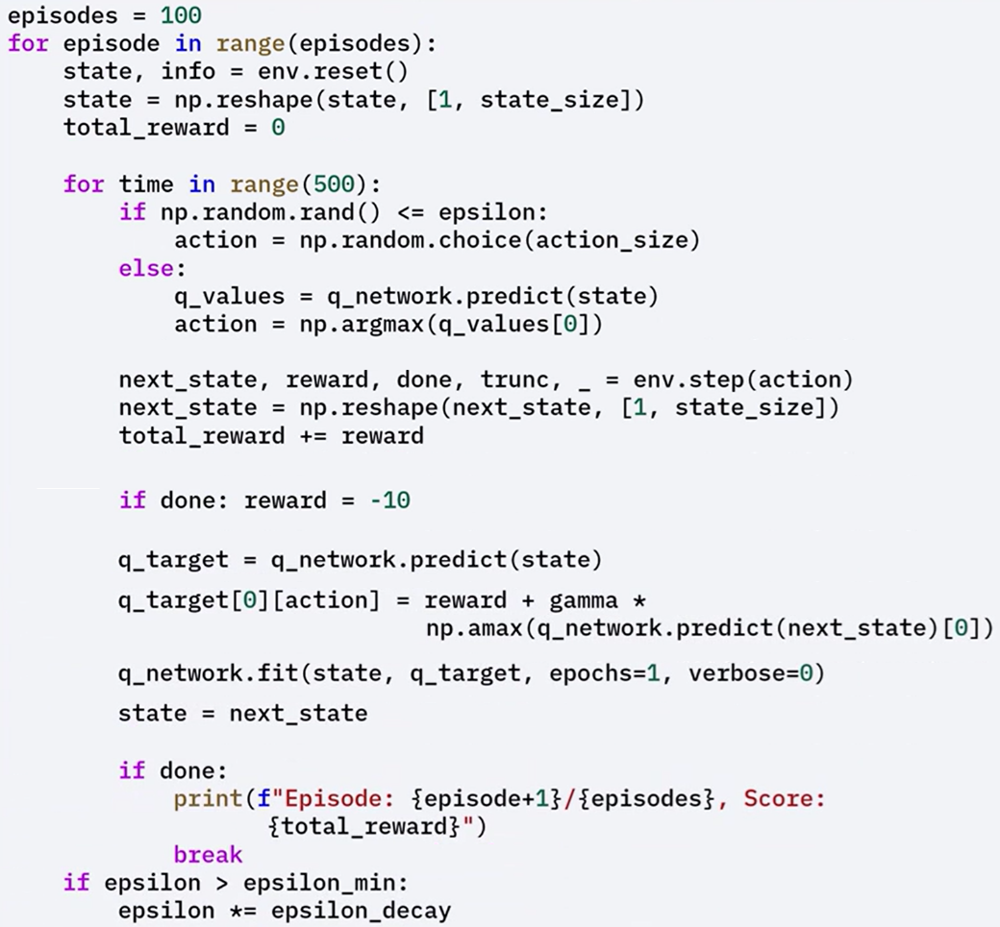 episodes = 100
for episode in range(episodes):
    state, info = env.reset()
    state = np.reshape(state, [1, state_size])
    total_reward = 0
    for time in range(500):
        if np.random.rand() <= epsilon:
            action = np.random.choice(action_size)
        else:
            q_values = q_network.predict(state)
            action = np.argmax(q_values[0])
        next_state, reward, done, trunc, _ = env.step(action)
        next_state = np.reshape(next_state, [1, state_size])
        total_reward += reward
        if done: reward = -10
        q_target = q_network.predict(state)
        q_target[0][action] = reward + gamma *
                              np.amax(q_network.predict(next_state)[0])
        q_network.fit(state, q_target, epochs=1, verbose=0)
        state = next_state
        if done:
            print(f"Episode: {episode+1}/{episodes}, Score:
                   {total_reward}")
            break
    if epsilon > epsilon_min:
        epsilon *= epsilon_decay